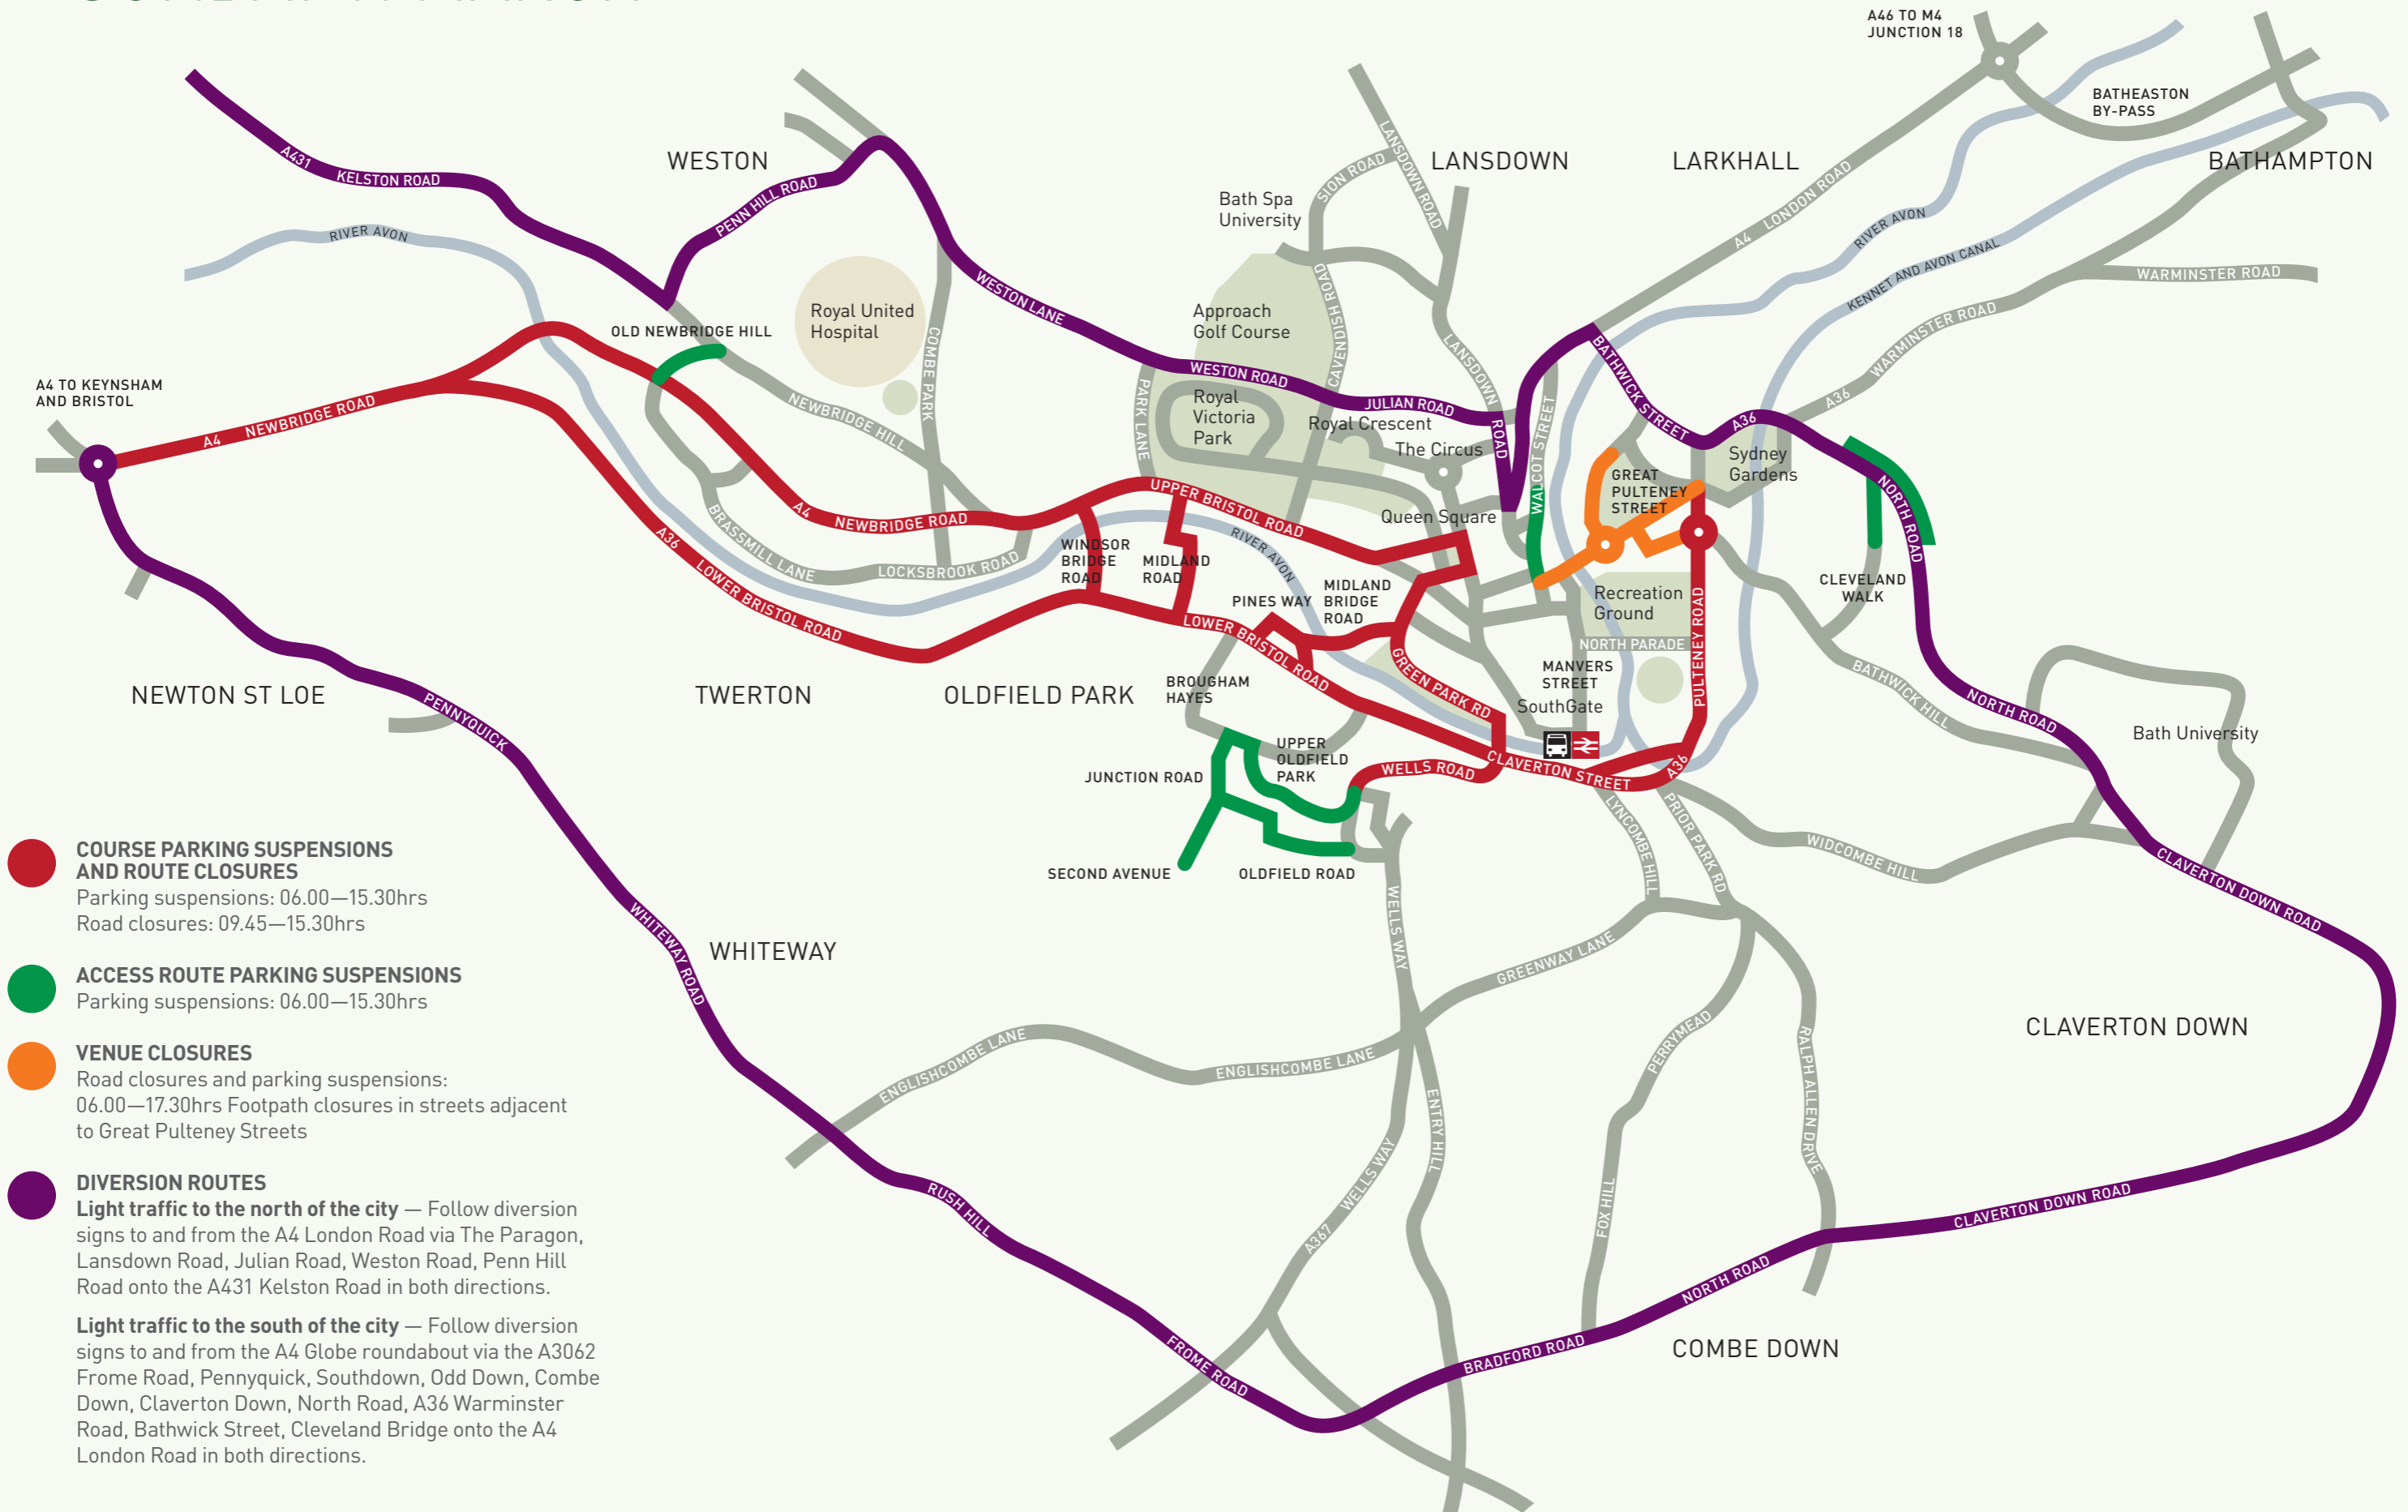 A46 TO M4
JUNCTION 18
BATHEASTON
BY-PASS
WESTON
LANSDOWN
LARKHALL
BATHAMPTON
A431
KELSTON ROAD
PENN HILL ROAD
RIVER AVON
LANSDOWN ROAD
SION ROAD
Bath Spa
University
A4 LONDON ROAD
RIVER AVON
KENNET AND AVON CANAL
WARMINSTER ROAD
WARMINSTER ROAD
A36
WESTON LANE
Royal United
Hospital
COMBE PARK
OLD NEWBRIDGE HILL
NEWBRIDGE HILL
Approach
Golf Course
CAVENDISH ROAD
LANSDOWN
ROAD
WESTON ROAD
PARK LANE
Royal
Victoria
Park
JULIAN ROAD
Royal Crescent
The Circus
Queen Square
WALCOT STREET
BATHWICK STREET
A36
Sydney
Gardens
GREAT
PULTENEY
STREET
NORTH ROAD
CLEVELAND
WALK
A4 TO KEYNSHAM
AND BRISTOL
A4 NEWBRIDGE ROAD
A4
NEWBRIDGE ROAD
UPPER BRISTOL ROAD
RIVER AVON
BRASSMILL LANE
LOCKSBROOK ROAD
A36
LOWER BRISTOL ROAD
WINDSOR
BRIDGE
ROAD
MIDLAND
ROAD
PINES WAY
MIDLAND
BRIDGE
ROAD
LOWER BRISTOL ROAD
GREEN PARK RD
Recreation
Ground
NORTH PARADE
PULTENEY ROAD
MANVERS
STREET
SouthGate
BATHWICK HILL
NORTH ROAD
Bath University
NEWTON ST LOE
PENNYQUICK
TWERTON
OLDFIELD PARK
BROUGHAM
HAYES
UPPER
OLDFIELD
PARK
JUNCTION ROAD
WELLS ROAD
CLAVERTON STREET
A36
SECOND AVENUE
OLDFIELD ROAD
LYNCOMBE HILL
PRIOR PARK RD
WIDCOMBE HILL
CLAVERTON DOWN ROAD
WHITEWAY ROAD
WHITEWAY
WELLS WAY
GREENWAY LANE
ENGLISHCOMBE LANE
ENGLISHCOMBE LANE
ENTRY HILL
PERRYMEAD
RALPH ALLEN DRIVE
CLAVERTON DOWN
RUSH HILL
A367 WELLS WAY
FOX HILL
CLAVERTON DOWN ROAD
NORTH ROAD
FROME ROAD
BRADFORD ROAD
COMBE DOWN
COURSE PARKING SUSPENSIONS
AND ROUTE CLOSURES
Parking suspensions: 06.00—15.30hrs
Road closures: 09.45—15.30hrs
ACCESS ROUTE PARKING SUSPENSIONS
Parking suspensions: 06.00—15.30hrs
VENUE CLOSURES
Road closures and parking suspensions:
06.00—17.30hrs Footpath closures in streets adjacent
to Great Pulteney Streets
DIVERSION ROUTES
Light traffic to the north of the city — Follow diversion
signs to and from the A4 London Road via The Paragon,
Lansdown Road, Julian Road, Weston Road, Penn Hill
Road onto the A431 Kelston Road in both directions.
Light traffic to the south of the city — Follow diversion
signs to and from the A4 Globe roundabout via the A3062
Frome Road, Pennyquick, Southdown, Odd Down, Combe
Down, Claverton Down, North Road, A36 Warminster
Road, Bathwick Street, Cleveland Bridge onto the A4
London Road in both directions.